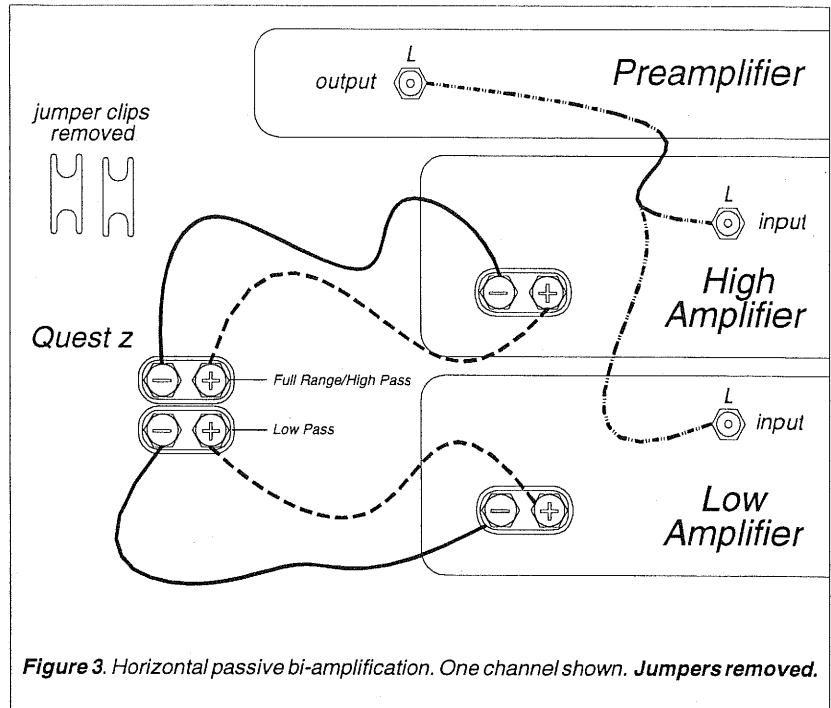 L
output
Preamplifier
jumper clips
removed
L
input
High
Amplifier
Quest z
Full Range/High Pass
Low Pass
L
input
Low
Amplifier
Figure 3. Horizontal passive bi-amplification. One channel shown. Jumpers removed.